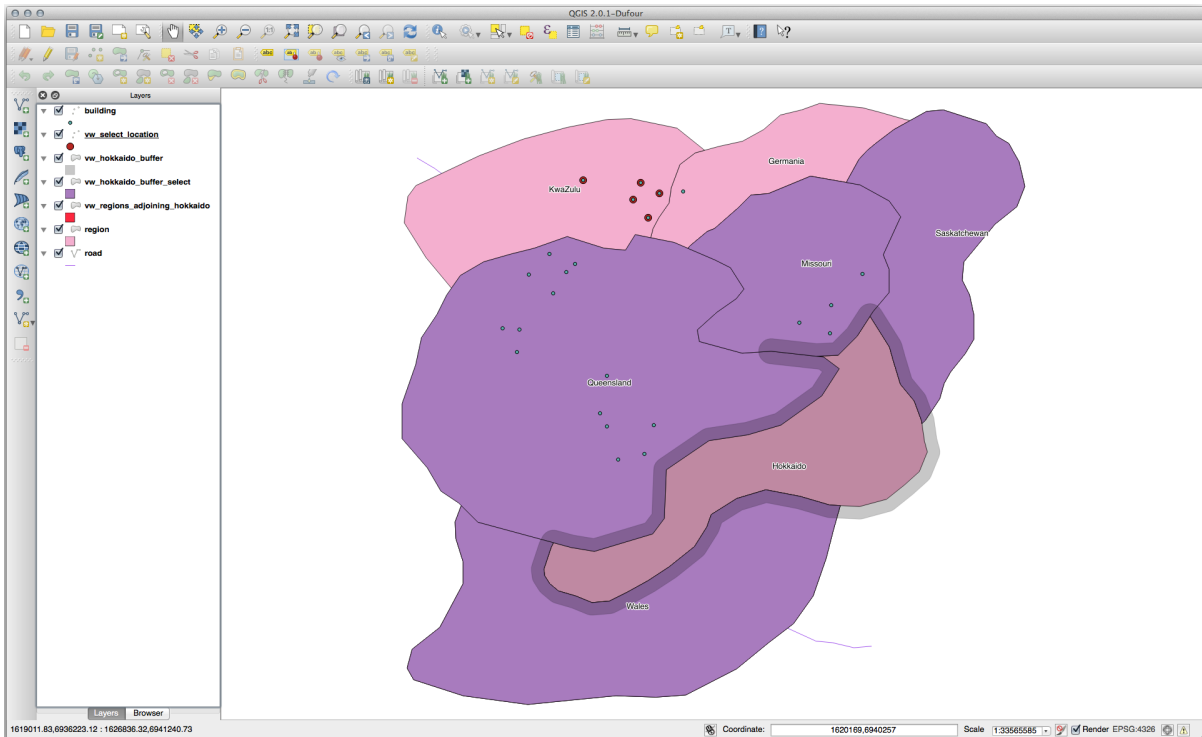 QGIS 2.0.1-Dufour
Layers
building
vw_select_location
vw_hokkaido_buffer
vw_hokkaido_buffer_select
vw_regions_adjoining_hokkaido
region
road
Germania
KwaZulu
Saskatchewan
Missouri
Queensland
Hokkaido
Wales
Layers Browser
1619011.83,6936223.12 : 1626836.32,6941240.73
Coordinate: 1620169,6940257
Scale 1:33565585
Render EPSG:4326